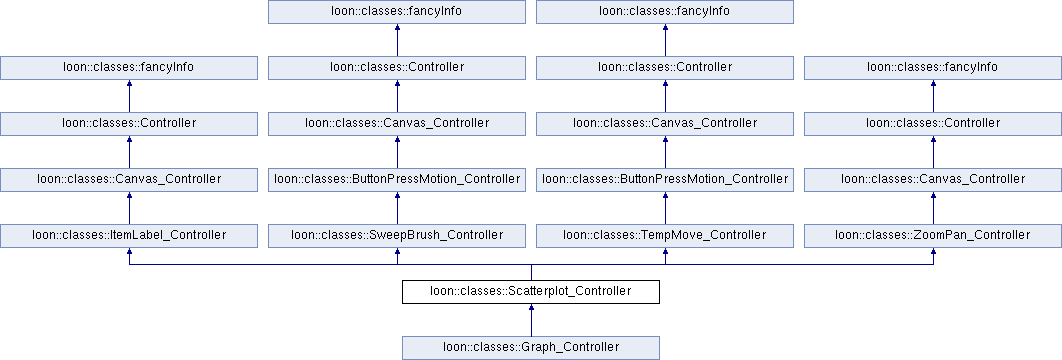 loon::classes::fancyInfo
loon::classes::fancyInfo
loon::classes::fancyInfo
loon::classes::Controller
loon::classes::Controller
loon::classes::fancyInfo
loon::classes::Controller
loon::classes::Canvas_Controller
loon::classes::Canvas_Controller
loon::classes::Controller
loon::classes::Canvas_Controller
loon::classes::ButtonPressMotion_Controller
loon::classes::ButtonPressMotion_Controller
loon::classes::Canvas_Controller
loon::classes::ItemLabel_Controller
loon::classes::SweepBrush_Controller
loon::classes::TempMove_Controller
loon::classes::ZoomPan_Controller
loon::classes::Scatterplot_Controller
loon::classes::Graph_Controller